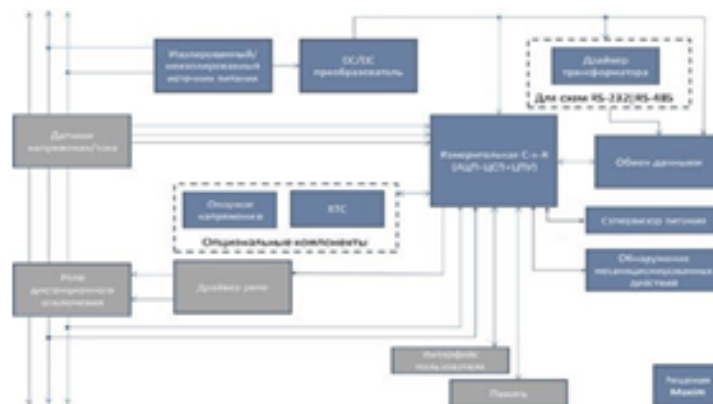 Изолированный/
неизолированный
источник питания
DC/DC
преобразователь
Драйвер
трансформатора
Для схем RS-232/RS-485
Датчики
напряжения/тока
Измерительная С-н-К
(АЦП+ЦСП+ЦПУ)
Обмен данными
Опорное
напряжение
RTC
Опциональные компоненты
Супервизор питания
Обнаружение
несанкционированных
действий
Реле
дистанционного
отключения
Драйвер реле
Интерфейс
пользователя
Память
Решения
Maxim